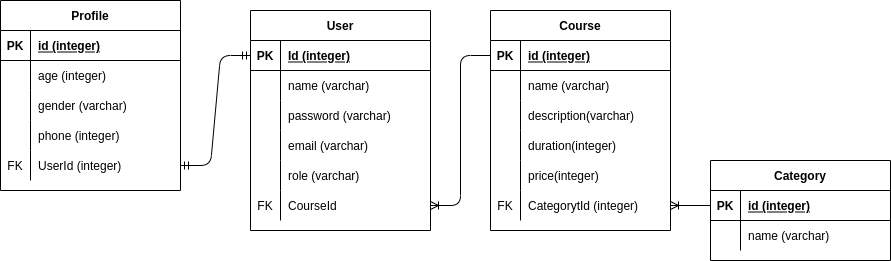 Profile
PK id (integer)
age (integer)
gender (varchar)
phone (integer)
FK UserId (integer)
User
PK Id (integer)
name (varchar)
password (varchar)
email (varchar)
role (varchar)
FK CourseId
Course
PK id (integer)
name (varchar)
description(varchar)
duration(integer)
price(integer)
FK CategorytId (integer)
Category
PK id (integer)
name (varchar)